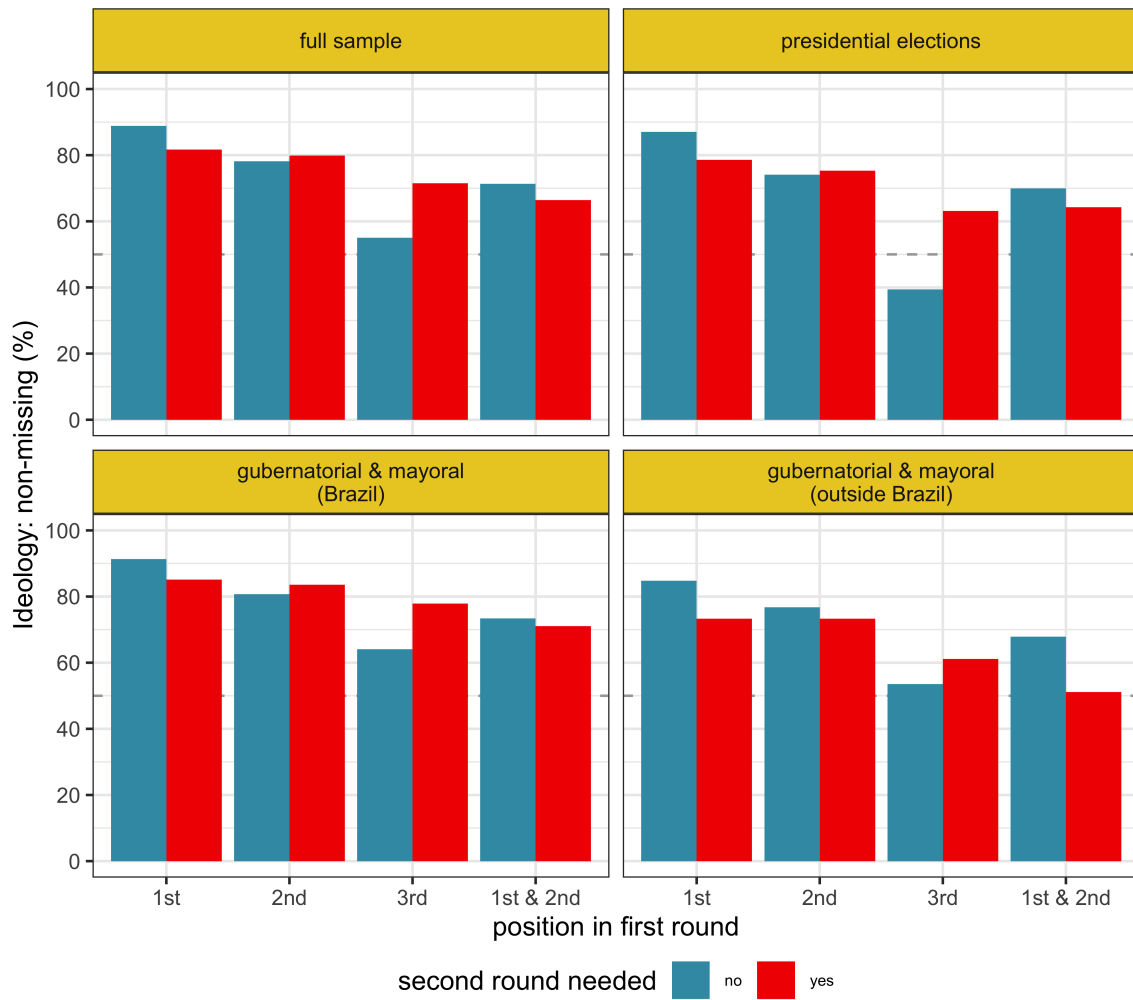 full sample
presidential elections
100
80
60
40
20
0
gubernatorial & mayoral
(Brazil)
gubernatorial & mayoral
(outside Brazil)
100
80
60
40
20
0
Ideology: non-missing (%)
1st 2nd 3rd 1st & 2nd
1st 2nd 3rd 1st & 2nd
position in first round
second round needed no yes